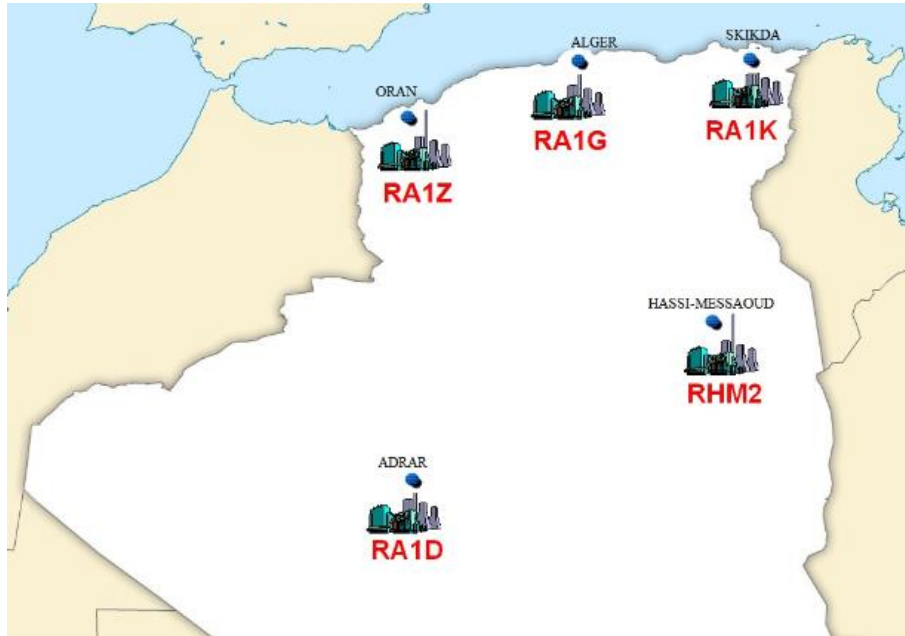 ALGER
SKIKDA
ORAN
RA1G
RA1K
RA1Z
HASSI-MESSAOUD
RHM2
ADRAR
RA1D